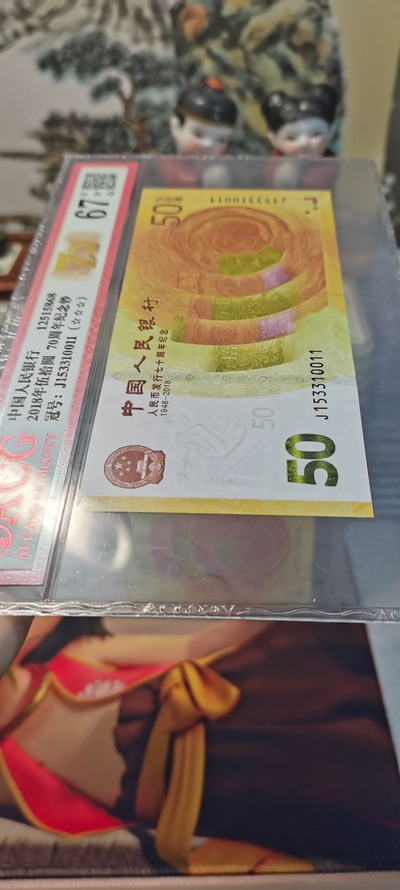 中国人民银行 12515868
2018年伍拾圆 70周年纪念钞
冠号：J153310011 (☆☆☆)
67
ACG
50
J153310011
中国人民银行
人民币发行七十周年纪念
1948-2018
50
50
J153310011